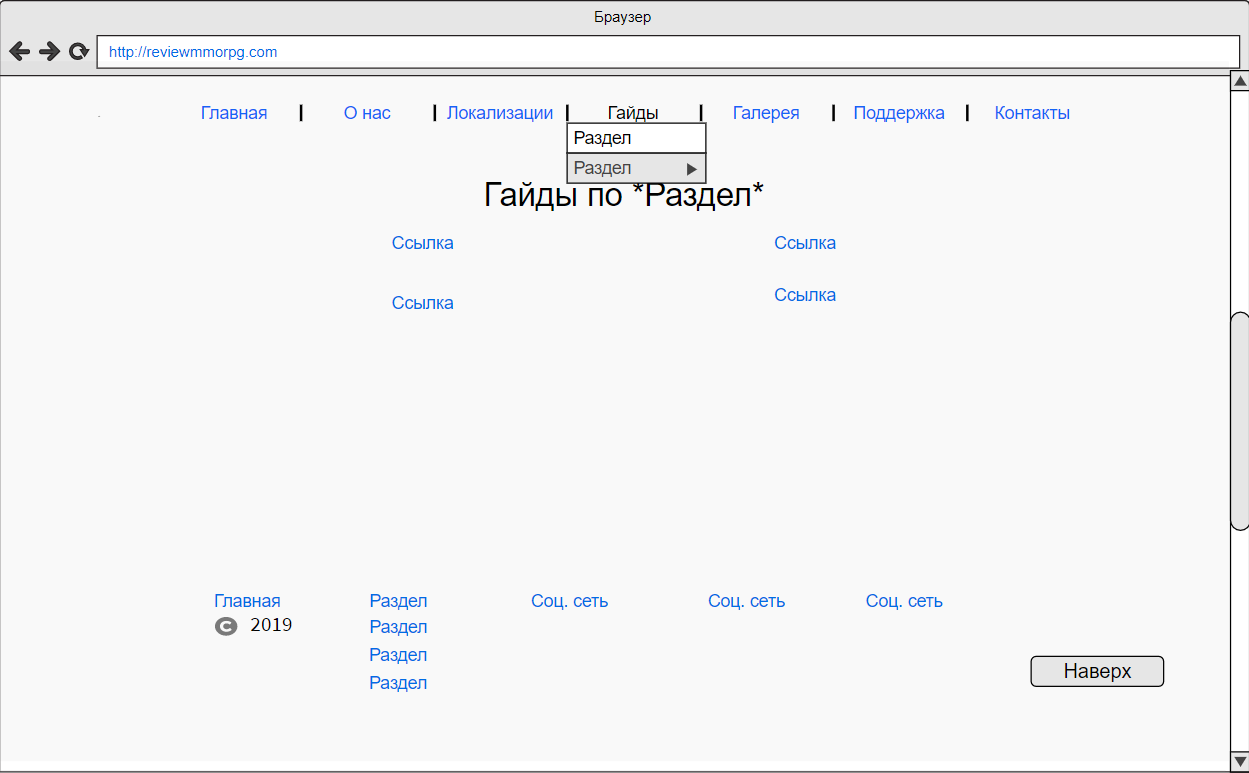 Браузер
http://reviewmmorpg.com
Главная | О нас | Локализации | Гайды | Галерея | Поддержка | Контакты
Раздел
Раздел
Гайды по *Раздел*
Ссылка Ссылка
Ссылка Ссылка
Главная Раздел Соц. сеть Соц. сеть Соц. сеть
© 2019 Раздел
Раздел
Наверх
Раздел